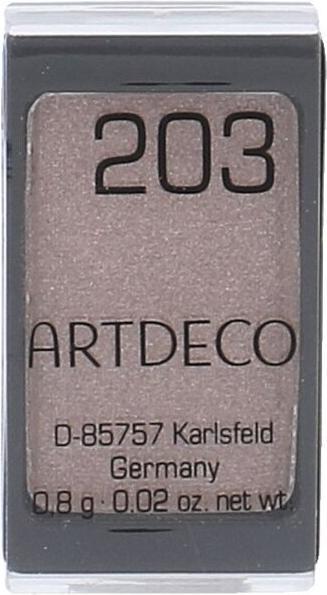 203
ARTDECO
D-85757 Karlsfeld
Germany
0,8 g · 0.02 oz. net wt.